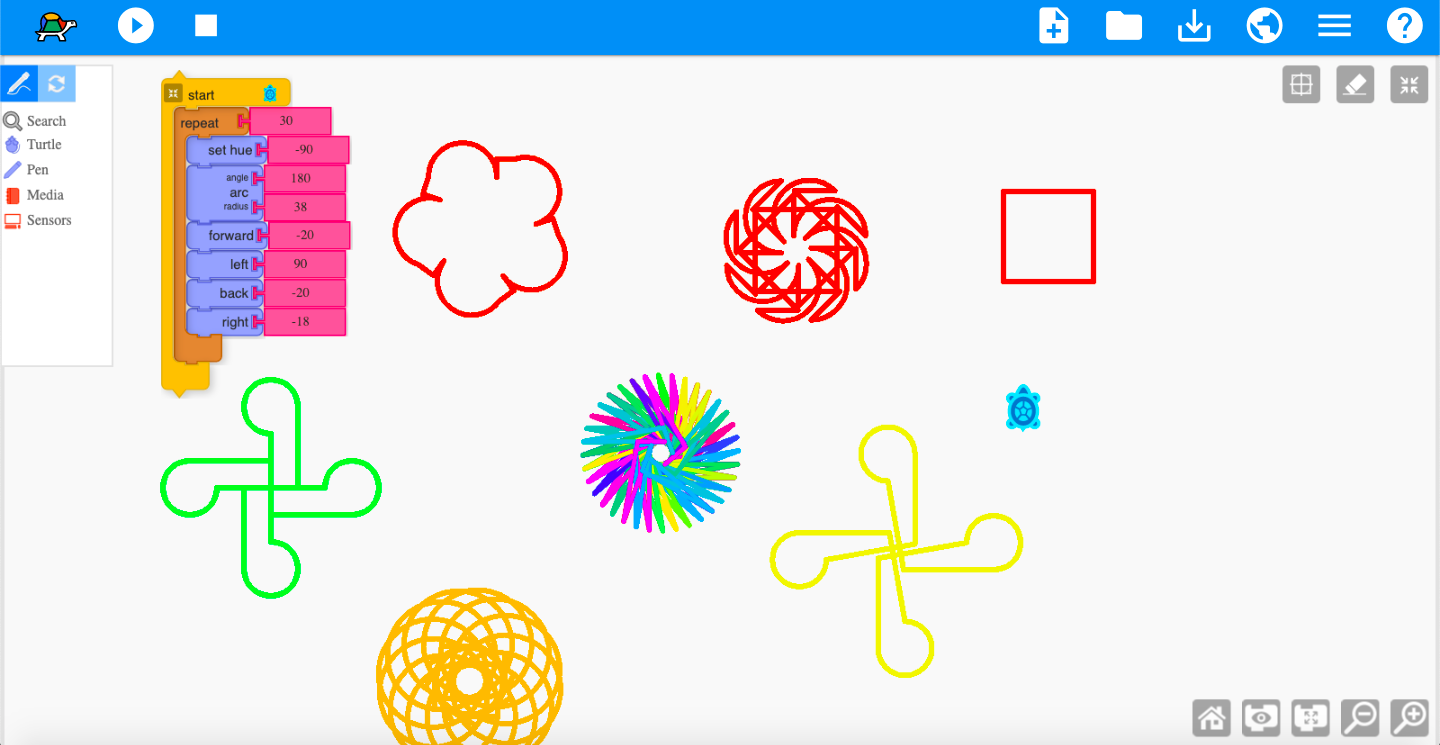 start
repeat 30
set hue -90
angle 180
arc
radius 38
forward -20
left 90
back -20
right -18
Search
Turtle
Pen
Media
Sensors